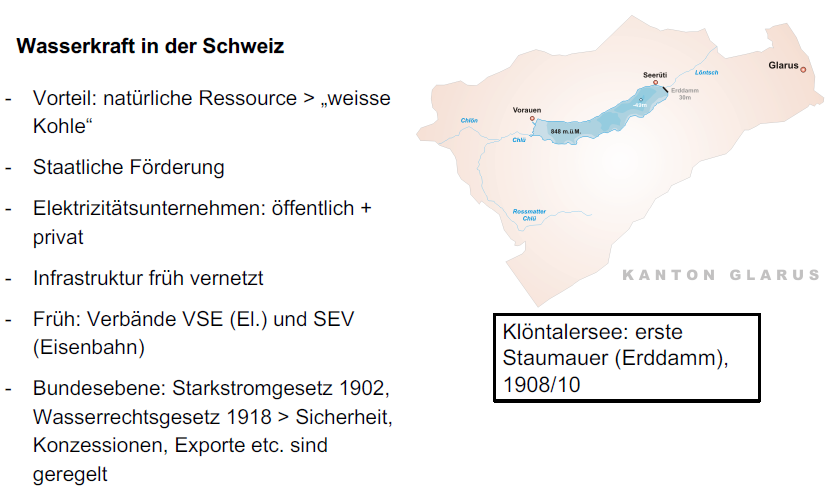 Wasserkraft in der Schweiz
- Vorteil: natürliche Ressource > „weisse
Kohle“
- Staatliche Förderung
- Elektrizitätsunternehmen: öffentlich +
privat
- Infrastruktur früh vernetzt
- Früh: Verbände VSE (El.) und SEV
(Eisenbahn)
- Bundesebene: Starkstromgesetz 1902,
Wasserrechtsgesetz 1918 > Sicherheit,
Konzessionen, Exporte etc. sind
geregelt
Glarus
Seerüti
Löntsch
Erddamm
30m
Vorauen
Chlön
848 m.ü.M.
Chlü
Rossmatter
Chlü
KANTON GLARUS
Klöntalersee: erste
Staumauer (Erddamm),
1908/10